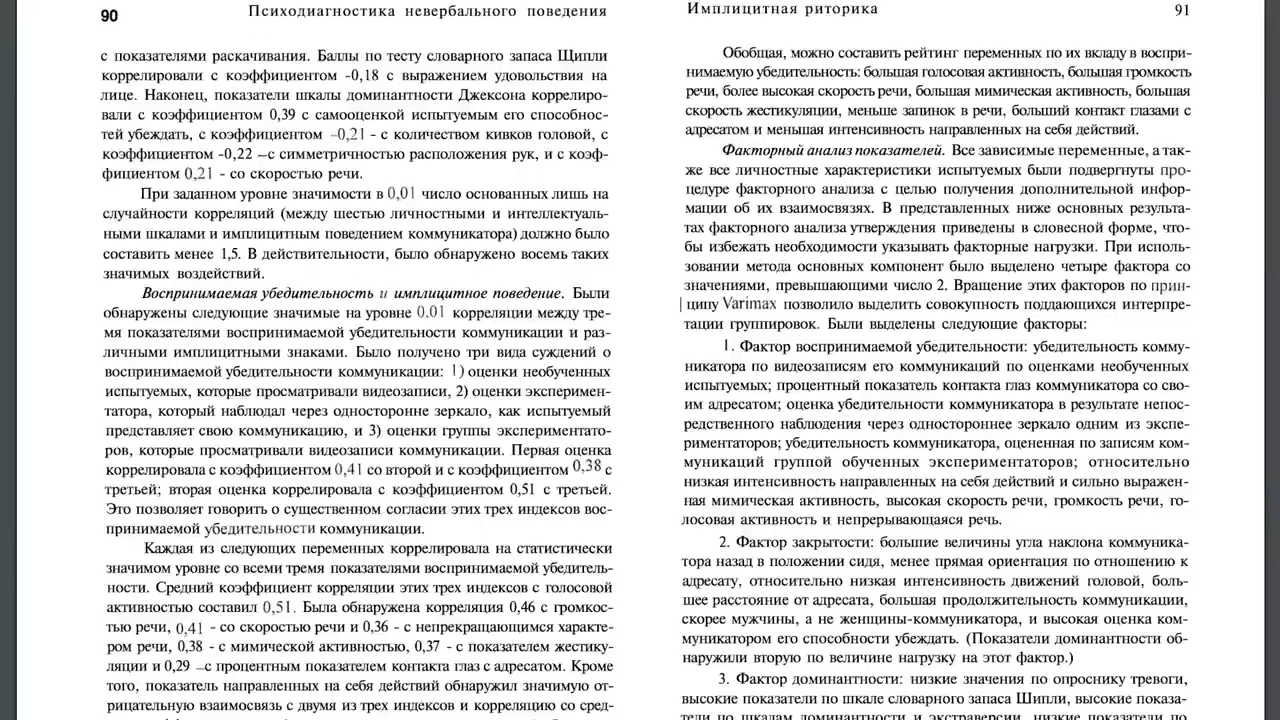 90
Психодиагностика невербального поведения
с показателями раскачивания. Баллы по тесту словарного запаса Щипли
коррелировали с коэффициентом -0,18 с выражением удовольствия на
лице. Наконец, показатели шкалы доминантности Джексона коррелиро-
вали с коэффициентом 0,39 с самооценкой испытуемым его способнос-
тей убеждать, с коэффициентом -0,21 - с количеством кивков головой, с
коэффициентом -0,22 –с симметричностью расположения рук, и с коэф-
фициентом 0,21 - со скоростью речи.
При заданном уровне значимости в 0,01 число основанных лишь на
случайности корреляций (между шестью личностными и интеллектуаль-
ными шкалами и имплицитным поведением коммуникатора) должно было
составить менее 1,5. В действительности, было обнаружено восемь таких
значимых воздействий.
Воспринимаемая убедительность и имплицитное поведение. Были
обнаружены следующие значимые на уровне 0,01 корреляции между тре-
мя показателями воспринимаемой убедительности коммуникации и раз-
личными имплицитными знаками. Было получено три вида суждений о
воспринимаемой убедительности коммуникации: 1) оценки необученных
испытуемых, которые просматривали видеозаписи, 2) оценки эксперимен-
татора, который наблюдал через односторонне зеркало, как испытуемый
представляет свою коммуникацию, и 3) оценки группы экспериментато-
ров, которые просматривали видеозаписи коммуникации. Первая оценка
коррелировала с коэффициентом 0,41 со второй и с коэффициентом 0,38 с
третьей; вторая оценка коррелировала с коэффициентом 0,51 с третьей.
Это позволяет говорить о существенном согласии этих трех индексов вос-
принимаемой убедительности коммуникации.
Каждая из следующих переменных коррелировала на статистически
значимом уровне со всеми тремя показателями воспринимаемой убедитель-
ности. Средний коэффициент корреляции этих трех индексов с голосовой
активностью составил 0,51. Была обнаружена корреляция 0,46 с громкос-
тью речи, 0,41 - со скоростью речи и 0,36 - с непрекращающимся характе-
ром речи, 0,38 - с мимической активностью, 0,37 - с показателем жестику-
ляции и 0,29 –с процентным показателем контакта глаз с адресатом. Кроме
того, показатель направленных на себя действий обнаружил значимую от-
рицательную взаимосвязь с двумя из трех индексов и корреляцию со сред-
Имплицитная риторика
91
Обобщая, можно составить рейтинг переменных по их вкладу в воспри-
нимаемую убедительность: большая голосовая активность, большая громкость
речи, более высокая скорость речи, большая мимическая активность, большая
скорость жестикуляции, меньше запинок в речи, больший контакт глазами с
адресатом и меньшая интенсивность направленных на себя действий.
Факторный анализ показателей. Все зависимые переменные, а так-
же все личностные характеристики испытуемых были подвергнуты про-
цедуре факторного анализа с целью получения дополнительной инфор-
мации об их взаимосвязях. В представленных ниже основных результа-
тах факторного анализа утверждения приведены в словесной форме, что-
бы избежать необходимости указывать факторные нагрузки. При исполь-
зовании метода основных компонент было выделено четыре фактора со
значениями, превышающими число 2. Вращение этих факторов по прин-
ципу Varimax позволило выделить совокупность поддающихся интерпре-
тации группировок. Были выделены следующие факторы:
1. Фактор воспринимаемой убедительности: убедительность комму-
никатора по видеозаписям его коммуникаций по оценками необученных
испытуемых; процентный показатель контакта глаз коммуникатора со сво-
им адресатом; оценка убедительности коммуникатора в результате непос-
редственного наблюдения через одностороннее зеркало одним из экспе-
риментаторов; убедительность коммуникатора, оцененная по записям ком-
муникаций группой обученных экспериментаторов; относительно
низкая интенсивность направленных на себя действий и сильно выражен-
ная мимическая активность, высокая скорость речи, громкость речи, го-
лосовая активность и непрерывающаяся речь.
2. Фактор закрытости: большие величины угла наклона коммуника-
тора назад в положении сидя, менее прямая ориентация по отношению к
адресату, относительно низкая интенсивность движений головой, боль-
шее расстояние от адресата, большая продолжительность коммуникации,
скорее мужчины, а не женщины-коммуникатора, и высокая оценка ком-
муникатором его способности убеждать. (Показатели доминантности об-
наружили вторую по величине нагрузку на этот фактор.)
3. Фактор доминантности: низкие значения по опроснику тревоги,
высокие показатели по шкале словарного запаса Шипли, высокие показа-
тели по шкалам доминантности и экстраверсии, низкие показатели по